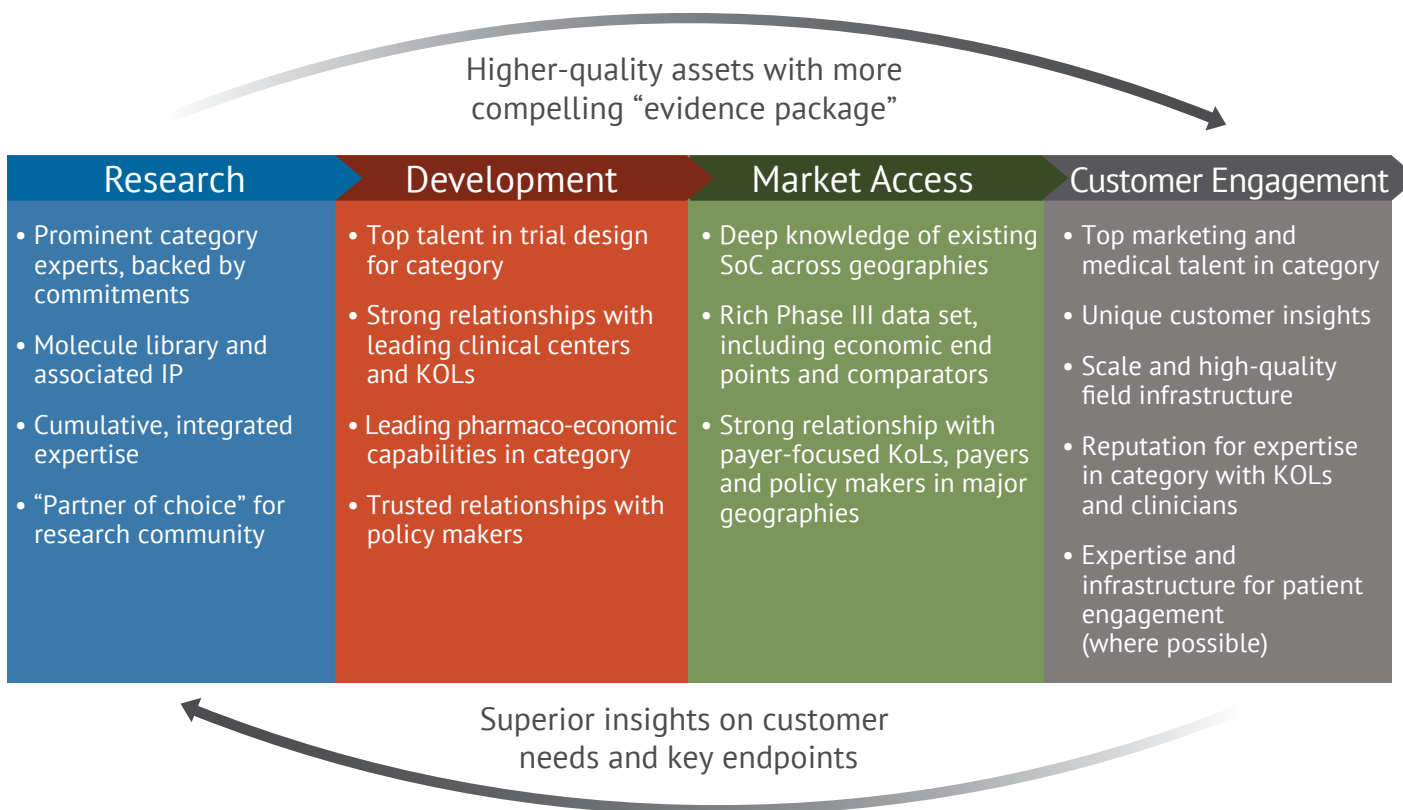 Higher-quality assets with more
compelling “evidence package”
Research
Development
Market Access
Customer Engagement
• Prominent category
experts, backed by
commitments
• Molecule library and
associated IP
• Cumulative, integrated
expertise
• “Partner of choice” for
research community
• Top talent in trial design
for category
• Strong relationships with
leading clinical centers
and KOLs
• Leading pharmaco-economic
capabilities in category
• Trusted relationships with
policy makers
• Deep knowledge of existing
SoC across geographies
• Rich Phase III data set,
including economic end
points and comparators
• Strong relationship with
payer-focused KoLs, payers
and policy makers in major
geographies
• Top marketing and
medical talent in category
• Unique customer insights
• Scale and high-quality
field infrastructure
• Reputation for expertise
in category with KOLs
and clinicians
• Expertise and
infrastructure for patient
engagement
(where possible)
Superior insights on customer
needs and key endpoints